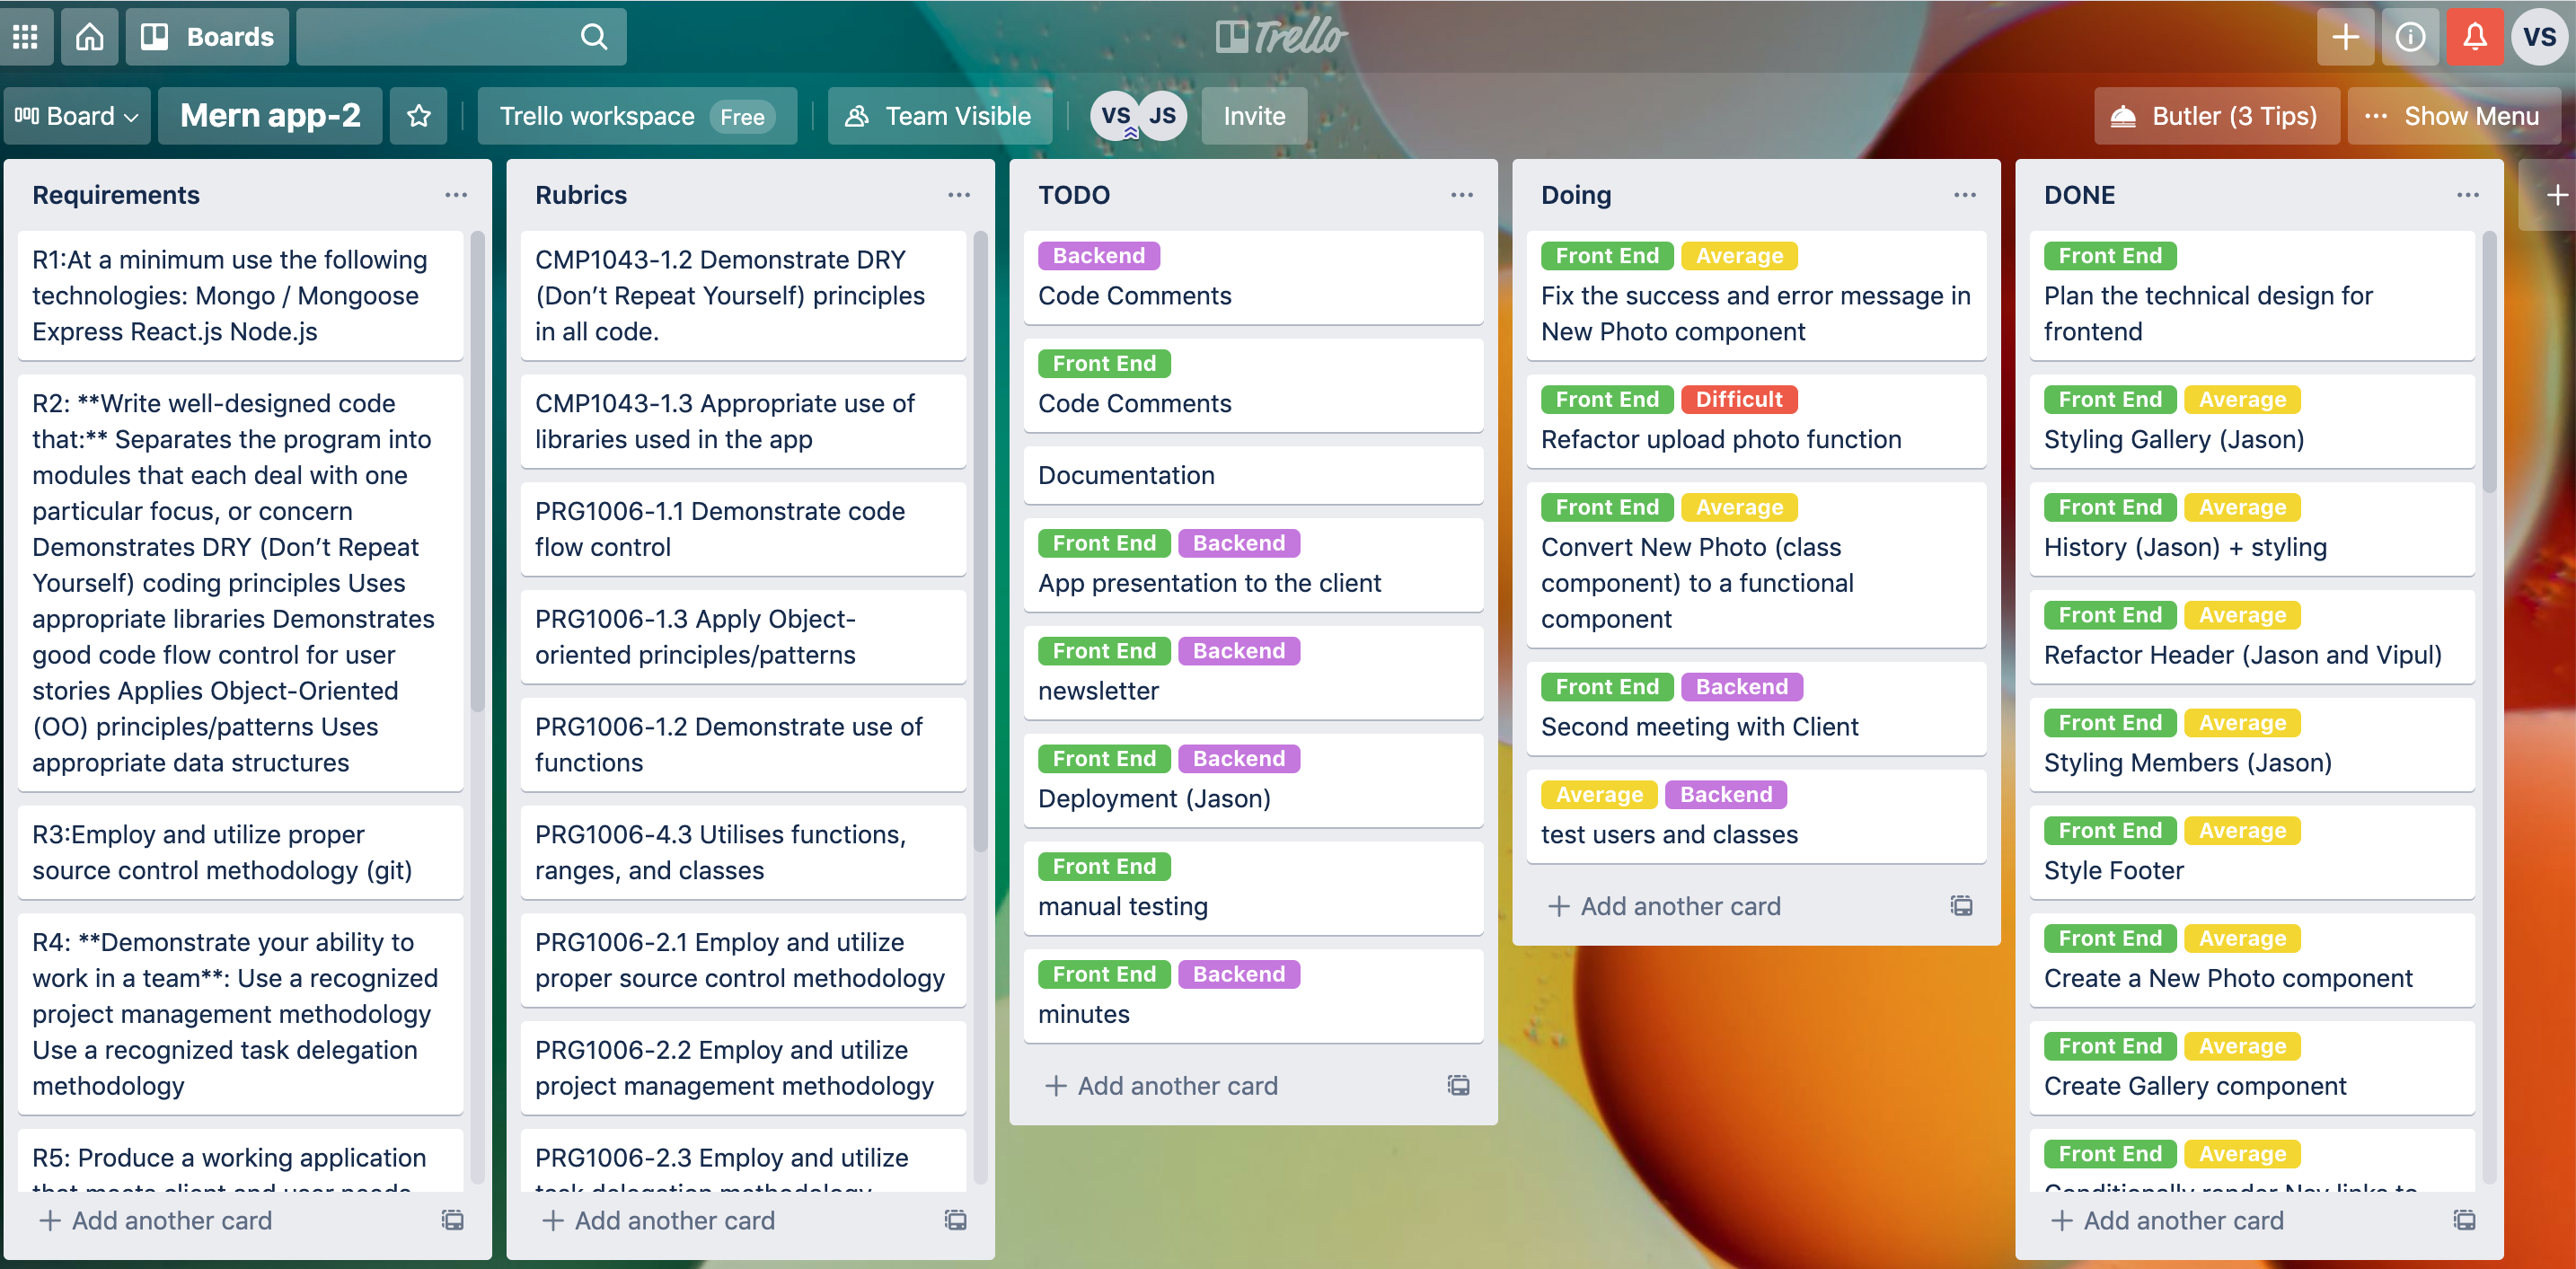 Boards
Trello
VS
Board
Mern app-2
Trello workspace Free
Team Visible
VS JS
Invite
Butler (3 Tips)
··· Show Menu
Requirements
R1:At a minimum use the following
technologies: Mongo / Mongoose
Express React.js Node.js
R2: **Write well-designed code
that:** Separates the program into
modules that each deal with one
particular focus, or concern
Demonstrates DRY (Don’t Repeat
Yourself) coding principles Uses
appropriate libraries Demonstrates
good code flow control for user
stories Applies Object-Oriented
(OO) principles/patterns Uses
appropriate data structures
R3:Employ and utilize proper
source control methodology (git)
R4: **Demonstrate your ability to
work in a team**: Use a recognized
project management methodology
Use a recognized task delegation
methodology
R5: Produce a working application
that meets client and user needs
+ Add another card
Rubrics
CMP1043-1.2 Demonstrate DRY
(Don’t Repeat Yourself) principles
in all code.
CMP1043-1.3 Appropriate use of
libraries used in the app
PRG1006-1.1 Demonstrate code
flow control
PRG1006-1.3 Apply Object-
oriented principles/patterns
PRG1006-1.2 Demonstrate use of
functions
PRG1006-4.3 Utilises functions,
ranges, and classes
PRG1006-2.1 Employ and utilize
proper source control methodology
PRG1006-2.2 Employ and utilize
project management methodology
PRG1006-2.3 Employ and utilize
task delegation methodology
+ Add another card
TODO
Backend
Code Comments
Front End
Code Comments
Documentation
Front End Backend
App presentation to the client
Front End Backend
newsletter
Front End Backend
Deployment (Jason)
Front End
manual testing
Front End Backend
minutes
+ Add another card
Doing
Front End Average
Fix the success and error message in
New Photo component
Front End Difficult
Refactor upload photo function
Front End Average
Convert New Photo (class
component) to a functional
component
Front End Backend
Second meeting with Client
Average Backend
test users and classes
+ Add another card
DONE
Front End
Plan the technical design for
frontend
Front End Average
Styling Gallery (Jason)
Front End Average
History (Jason) + styling
Front End Average
Refactor Header (Jason and Vipul)
Front End Average
Styling Members (Jason)
Front End Average
Style Footer
Front End Average
Create a New Photo component
Front End Average
Create Gallery component
Front End Average
Conditionally render Nav links to
+ Add another card